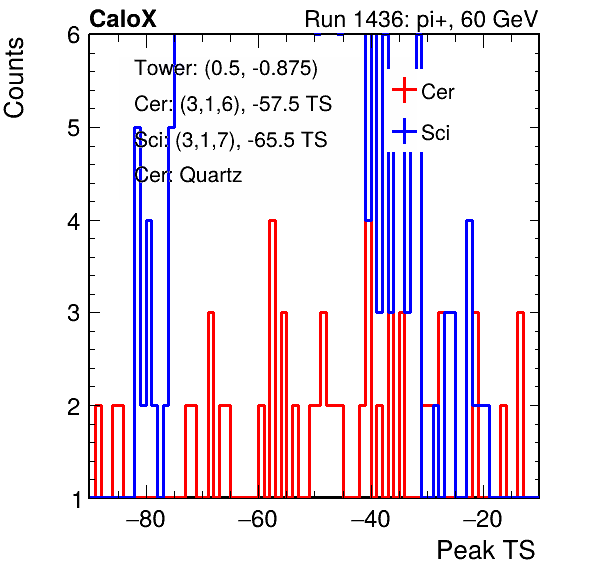 CaloX Run 1436: pi+, 60 GeV
Counts
Tower: (0.5, -0.875)
Cer: (3,1,6), -57.5 TS
Sci: (3,1,7), -65.5 TS
Cer: Quartz
Cer
Sci
6
5
4
3
2
1
−80 −60 −40 −20
Peak TS